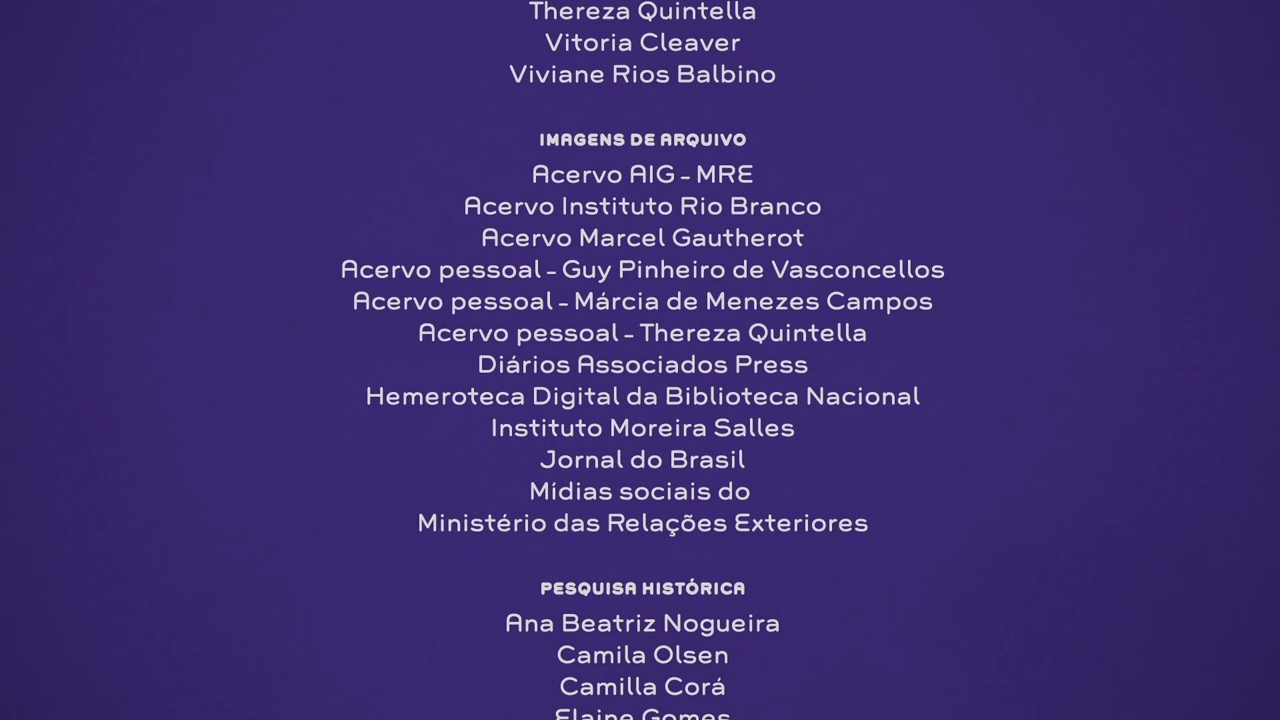 Thereza Quintella
Vitoria Cleaver
Viviane Rios Balbino
IMAGENS DE ARQUIVO
Acervo AIG - MRE
Acervo Instituto Rio Branco
Acervo Marcel Gautherot
Acervo pessoal - Guy Pinheiro de Vasconcellos
Acervo pessoal - Márcia de Menezes Campos
Acervo pessoal - Thereza Quintella
Diários Associados Press
Hemeroteca Digital da Biblioteca Nacional
Instituto Moreira Salles
Jornal do Brasil
Mídias sociais do
Ministério das Relações Exteriores
PESQUISA HISTÓRICA
Ana Beatriz Nogueira
Camila Olsen
Camilla Corá
Elaine Gomes